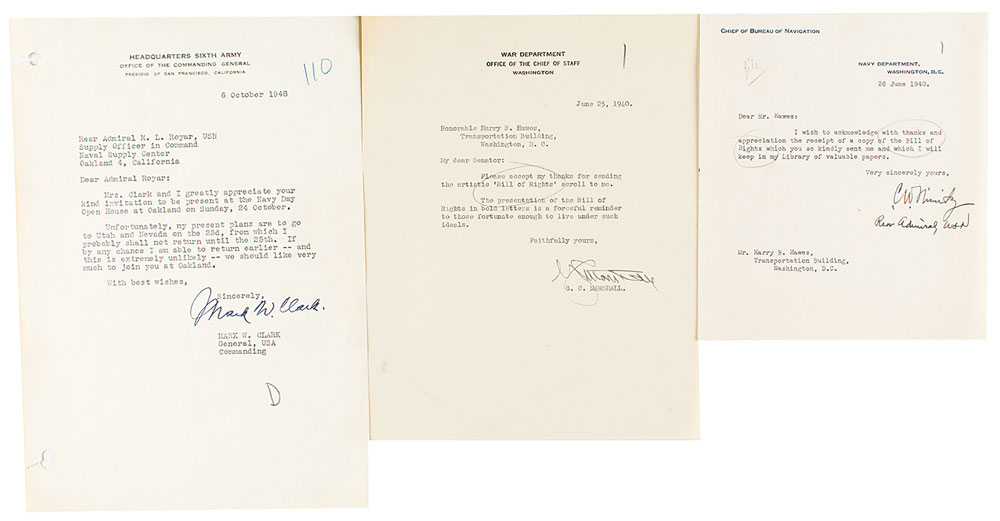 HEADQUARTERS SIXTH ARMY
OFFICE OF THE COMMANDING GENERAL
PRESIDIO OF SAN FRANCISCO, CALIFORNIA
110
6 October 1948
Rear Admiral M. L. Royar, USN
Supply Officer in Command
Naval Supply Center
Oakland 4, California
Dear Admiral Royar:
Mrs. Clark and I greatly appreciate your
kind invitation to be present at the Navy Day
Open House at Oakland on Sunday, 24 October.
Unfortunately, my present plans are to go
to Utah and Nevada on the 23d, from which I
probably shall not return until the 25th. If
by any chance I am able to return earlier -- and
this is extremely unlikely -- we should like very
much to join you at Oakland.
With best wishes,
Sincerely,
Mark W. Clark.
MARK W. CLARK
General, USA
Commanding
D
WAR DEPARTMENT
OFFICE OF THE CHIEF OF STAFF
WASHINGTON
June 25, 1940.
Honorable Harry B. Hawes,
Transportation Building,
Washington, D. C.
My dear Senator:
Please accept my thanks for sending
the artistic 'Bill of Rights' scroll to me.
The presentation of the Bill of
Rights in bold letters is a forceful reminder
to those fortunate enough to live under such
ideals.
Faithfully yours,
G. C. MARSHALL.
CHIEF OF BUREAU OF NAVIGATION
NAVY DEPARTMENT,
WASHINGTON, D.C.
26 June 1940.
Dear Mr. Hawes:
I wish to acknowledge with thanks and
appreciation the receipt of a copy of the Bill of
Rights which you so kindly sent me and which I will
keep in my Library of valuable papers.
Very sincerely yours,
C W Nimitz
Rear Admiral USN
Mr. Harry B. Hawes,
Transportation Building,
Washington, D.C.